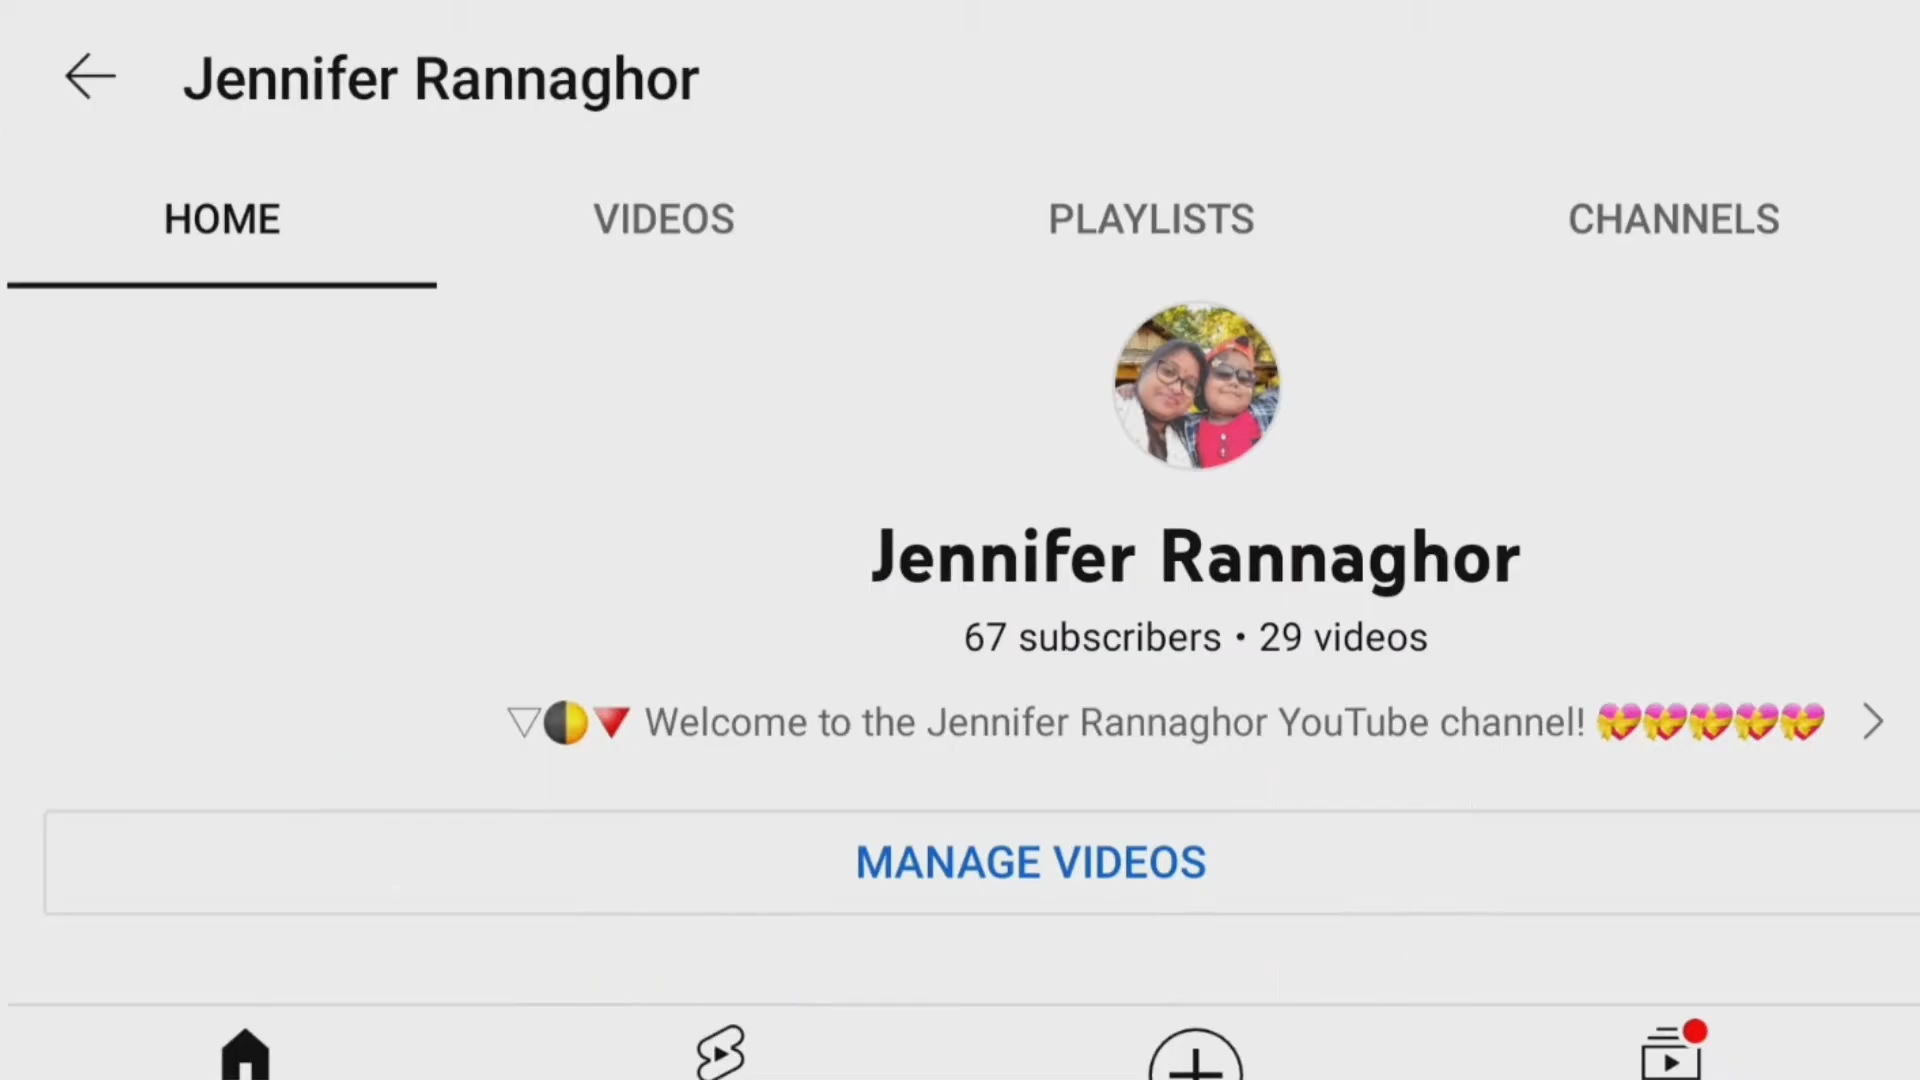 Jennifer Rannaghor
HOME VIDEOS PLAYLISTS CHANNELS
Jennifer Rannaghor
67 subscribers • 29 videos
▽🌗🔻 Welcome to the Jennifer Rannaghor YouTube channel! 💝💝💝💝💝
MANAGE VIDEOS